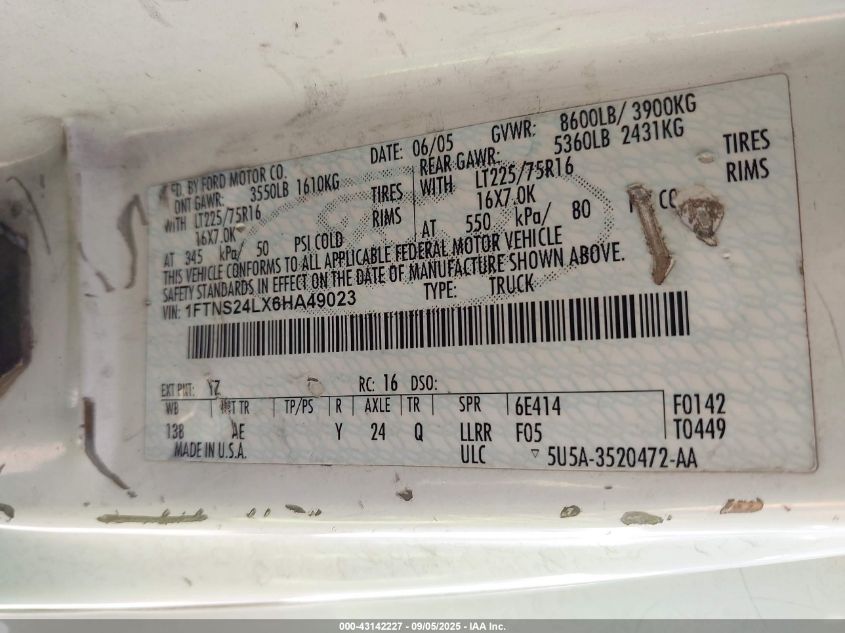 FD. BY FORD MOTOR CO. DATE: 06/05 GVWR: 8600LB/ 3900KG
ONT GAWR: 3550LB 1610KG REAR GAWR: 5360LB 2431KG
WITH LT225/75R16 TIRES WITH LT225/75R16 TIRES
16X7.0K RIMS 16X7.0K RIMS
AT 345 kPa/ 50 PSI COLD AT 550 kPa/ 80
THIS VEHICLE CONFORMS TO ALL APPLICABLE FEDERAL MOTOR VEHICLE
SAFETY STANDARDS IN EFFECT ON THE DATE OF MANUFACTURE SHOWN ABOVE.
VIN: 1FTNS24LX6HA49023 TYPE: TRUCK
EXT PNT: YZ RC: 16 DSO:
WB INT TR TP/PS R AXLE TR SPR 6E414 F0142
138 AE Y 24 Q LLRR F05 T0449
MADE IN U.S.A. ULC ▽ 5U5A-3520472-AA
000-43142227 - 09/05/2025 - IAA Inc.